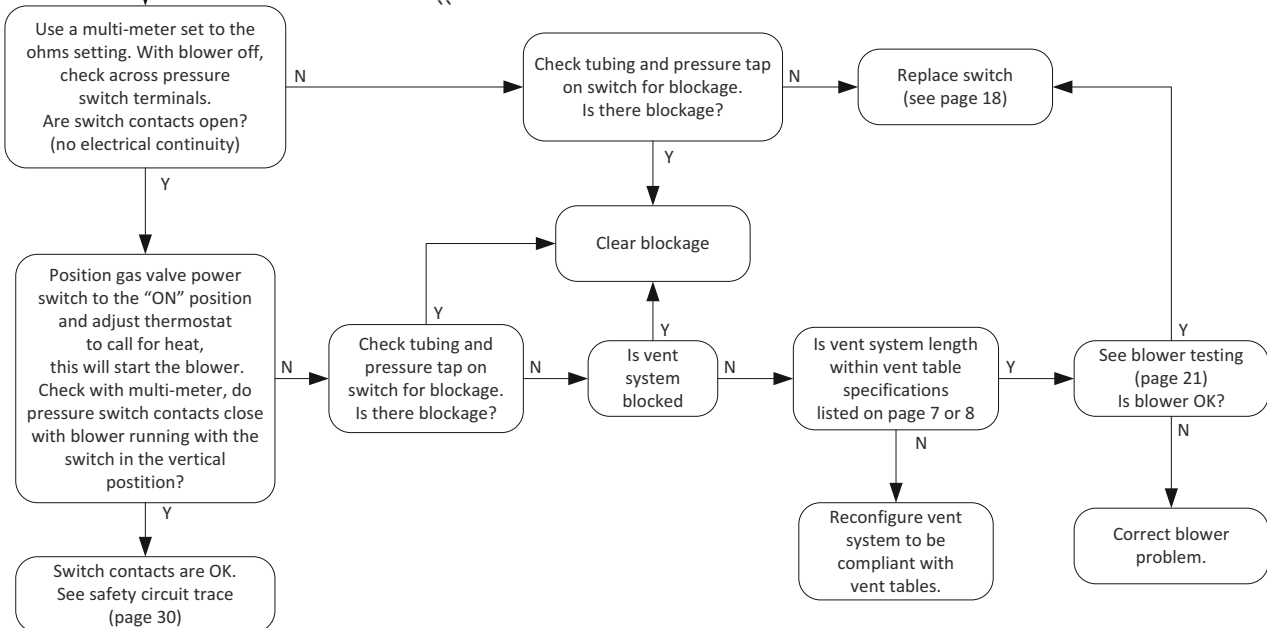 Use a multi-meter set to the
ohms setting. With blower off,
check across pressure
switch terminals.
Are switch contacts open?
(no electrical continuity)
N
Check tubing and pressure tap
on switch for blockage.
Is there blockage?
N
Replace switch
(see page 18)
Y
Y
Clear blockage
Position gas valve power
switch to the “ON” position
and adjust thermostat
to call for heat,
this will start the blower.
Check with multi-meter, do
pressure switch contacts close
with blower running with the
switch in the vertical
postition?
N
Y
Check tubing and
pressure tap on
switch for blockage.
Is there blockage?
N
Y
Is vent
system
blocked
N
Is vent system length
within vent table
specifications
listed on page 7 or 8
Y
Y
See blower testing
(page 21)
Is blower OK?
N
N
Y
Switch contacts are OK.
See safety circuit trace
(page 30)
Reconfigure vent
system to be
compliant with
vent tables.
Correct blower
problem.